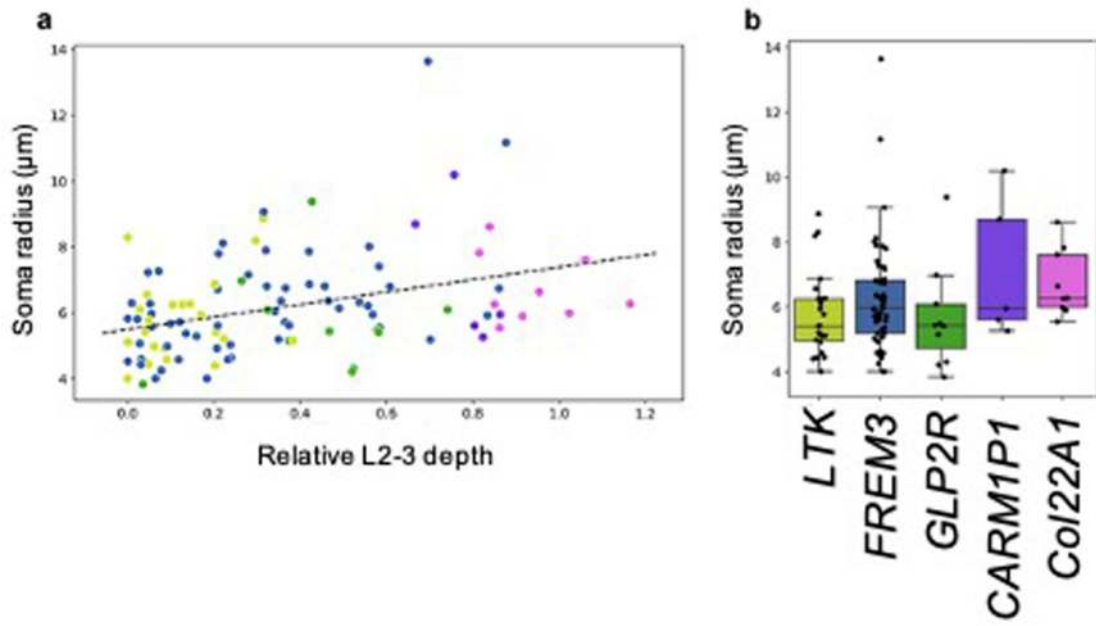 a
b
14
12
10
8
6
4
Soma radius (µm)
0.0 0.2 0.4 0.6 0.8 1.0 1.2
Relative L2-3 depth
14
12
10
8
6
4
Soma radius (µm)
LTK
FREM3
GLP2R
CARM1P1
Col22A1